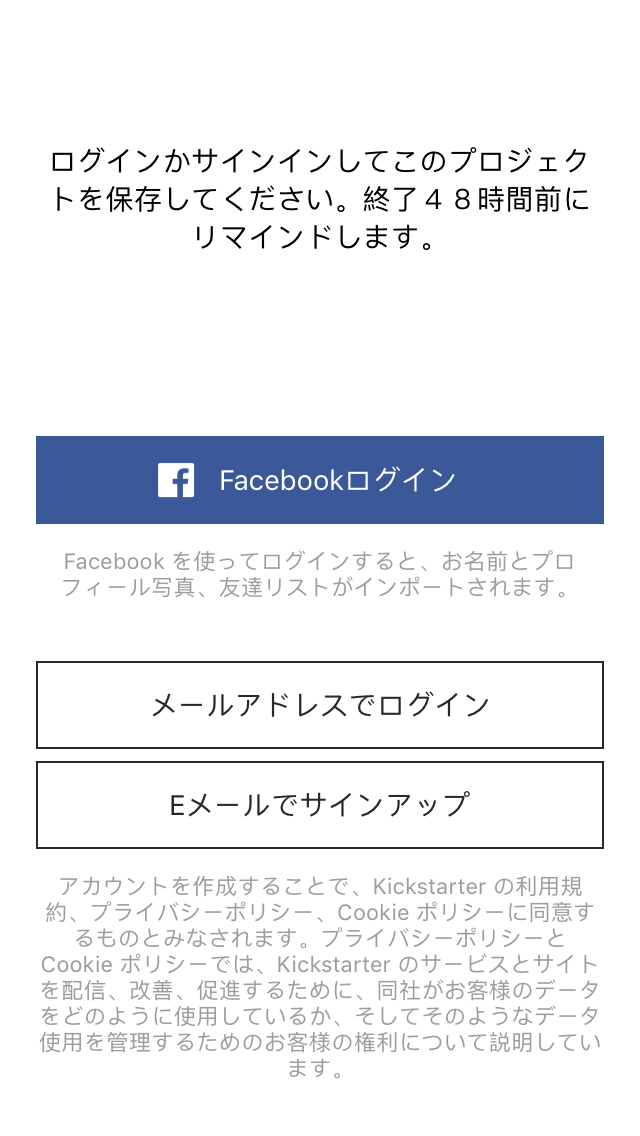 ログインかサインインしてこのプロジェク
トを保存してください。終了４８時間前に
リマインドします。
Facebookログイン
Facebook を使ってログインすると、お名前とプロ
フィール写真、友達リストがインポートされます。
メールアドレスでログイン
Eメールでサインアップ
アカウントを作成することで、Kickstarter の利用規
約、プライバシーポリシー、Cookie ポリシーに同意す
るものとみなされます。プライバシーポリシーと
Cookie ポリシーでは、Kickstarter のサービスとサイト
を配信、改善、促進するために、同社がお客様のデータ
をどのように使用しているか、そしてそのようなデータ
使用を管理するためのお客様の権利について説明してい
ます。